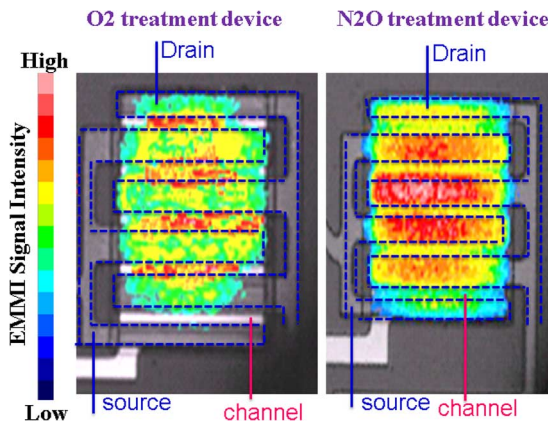 O2 treatment device
N2O treatment device
High
Drain
Drain
EMMI Signal Intensity
Low
source
channel
source
channel